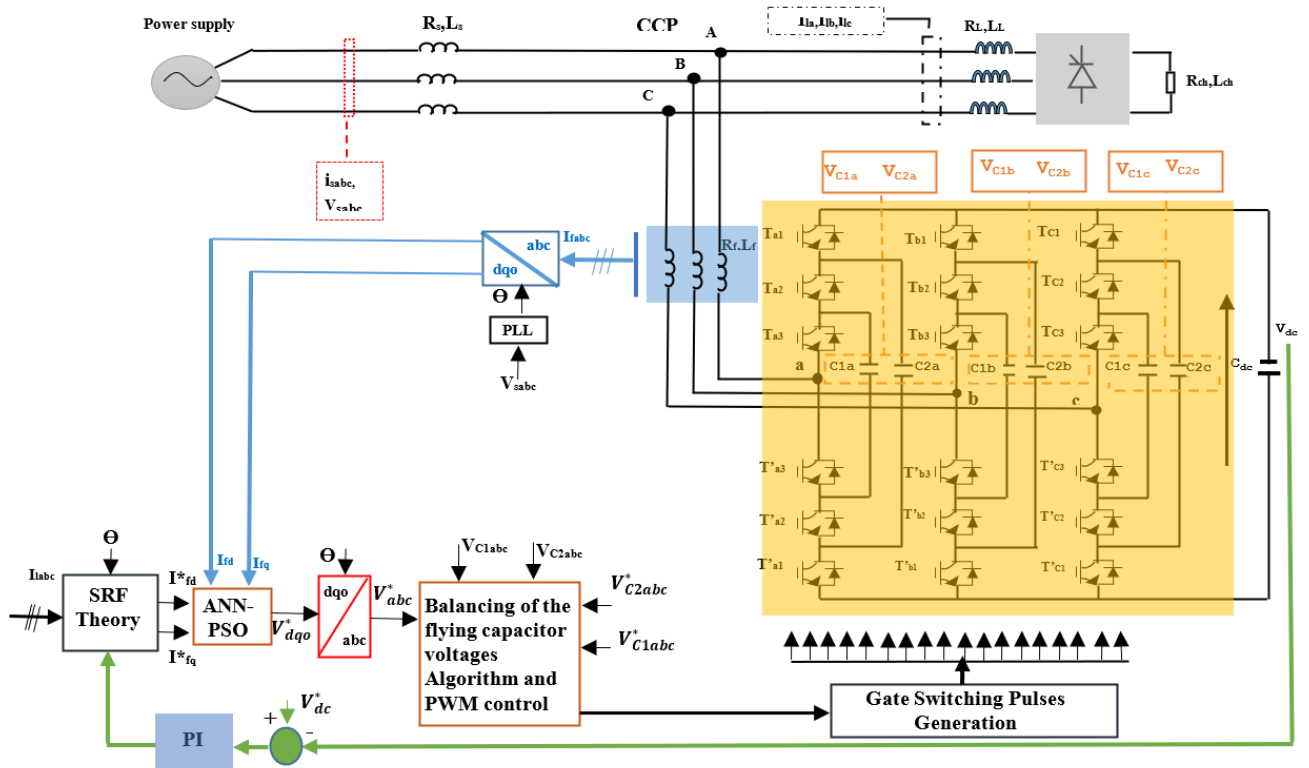 Power supply
Rs,Ls
CCP
A
B
C
Ila,Ilb,Ilc
RL,LL
Rch,Lch
isabc,
Vsabc
VC1a VC2a
VC1b VC2b
VC1c VC2c
Ifabc
abc
dqo
Rf,Lf
Θ
PLL
Vsabc
Ta1
Tb1
TC1
Ta2
Tb2
TC2
Ta3
Tb3
TC3
Vdc
Cdc
a
C1a
C2a
C1b
C2b
C1c
C2c
b
c
T'a3
T'b3
T'C3
T'a2
T'b2
T'C2
T'a1
T'b1
T'C1
Θ
Ifd
Ifq
Θ
VC1abc
VC2abc
Ilabc
SRF
Theory
I*fd
I*fq
ANN-
PSO
V*dqo
dqo
abc
V*abc
Balancing of the
flying capacitor
voltages
Algorithm and
PWM control
V*C2abc
V*C1abc
Gate Switching Pulses
Generation
PI
V*dc
+
-